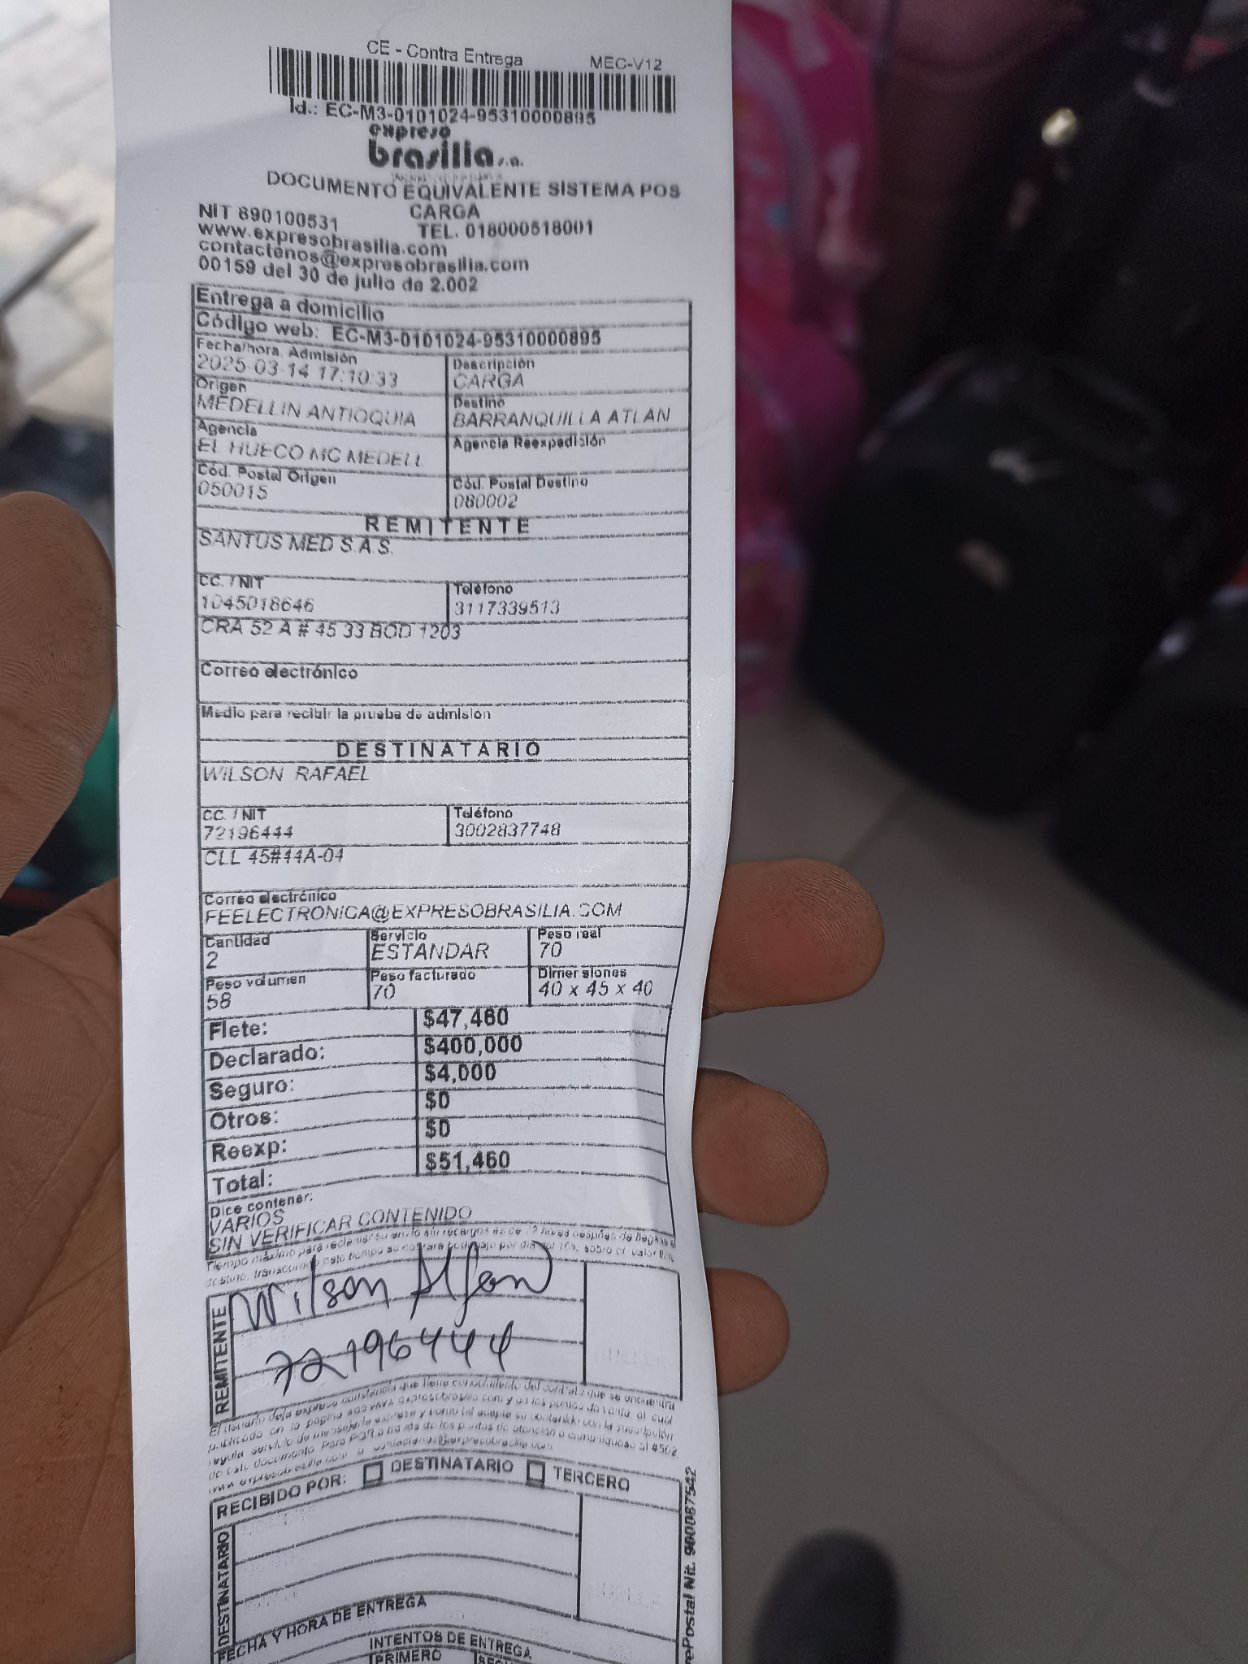 CE - Contra Entrega MEC-V12
Id.: EC-M3-0101024-95310000895
expreso
brasilia s.a.
DOCUMENTO EQUIVALENTE SISTEMA POS
NIT 890100531 CARGA
www.expresobrasilia.com TEL. 018000518001
contactenos@expresobrasilia.com
00159 del 30 de julio de 2.002
Entrega a domicilio
Código web: EC-M3-0101024-95310000895
Fecha/hora. Admisión Descripción
2025-03-14 17:10:33 CARGA
Origen Destino
MEDELLIN ANTIOQUIA BARRANQUILLA ATLAN
Agencia Agencia Reexpedición
EL HUECO MC MEDELL
Cód. Postal Origen Cód. Postal Destino
050015 080002
REMITENTE
SANTUS MED S.A.S.
CC. / NIT Teléfono
1045018646 3117339513
CRA 52 A # 45 33 BOD 1203
Correo electrónico
Medio para recibir la prueba de admisión
DESTINATARIO
WILSON RAFAEL
CC. / NIT Teléfono
72196444 3002837748
CLL 45#44A-04
Correo electrónico
FEELECTRONICA@EXPRESOBRASILIA.COM
Cantidad Servicio Peso real
2 ESTANDAR 70
Peso volumen Peso facturado Dimensiones
58 70 40 x 45 x 40
Flete: $47,460
Declarado: $400,000
Seguro: $4,000
Otros: $0
Reexp: $0
Total: $51,460
Dice contener:
VARIOS
SIN VERIFICAR CONTENIDO
REMITENTE
Wilson Alfaro
72196444
RECIBIDO POR: DESTINATARIO TERCERO
DESTINATARIO
FECHA Y HORA DE ENTREGA
INTENTOS DE ENTREGA
PRIMERO
Postal Nit. 900087542